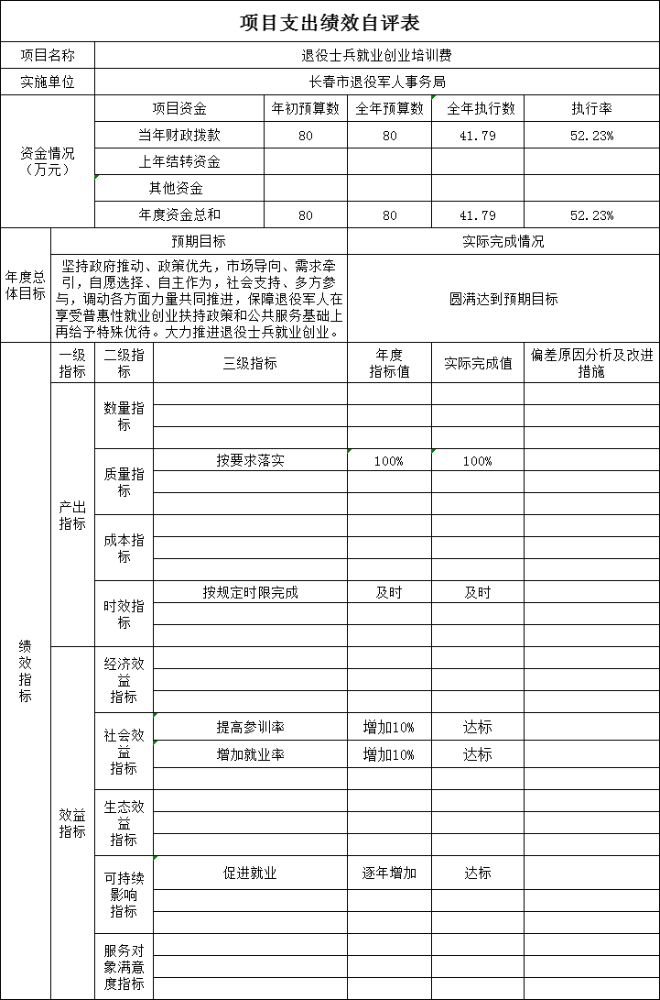 项目支出绩效自评表
项目名称 退役士兵就业创业培训费
实施单位 长春市退役军人事务局
资金情况
（万元）
项目资金 年初预算数 全年预算数 全年执行数 执行率
当年财政拨款 80 80 41.79 52.23%
上年结转资金
其他资金
年度资金总和 80 80 41.79 52.23%
年度总
体目标
预期目标 实际完成情况
坚持政府推动、政策优先，市场导向、需求牵
引，自愿选择、自主作为，社会支持、多方参
与，调动各方面力量共同推进，保障退役军人在
享受普惠性就业创业扶持政策和公共服务基础上
再给予特殊优待。大力推进退役士兵就业创业。
圆满达到预期目标
绩
效
指
标
一级
指标
二级指
标
三级指标
年度
指标值
实际完成值
偏差原因分析及改进
措施
产出
指标
数量指
标
质量指
标
按要求落实 100% 100%
成本指
标
时效指
标
按规定时限完成 及时 及时
效益
指标
经济效
益
指标
社会效
益
指标
提高参训率 增加10% 达标
增加就业率 增加10% 达标
生态效
益
指标
可持续
影响
指标
促进就业 逐年增加 达标
服务对
象满意
度指标